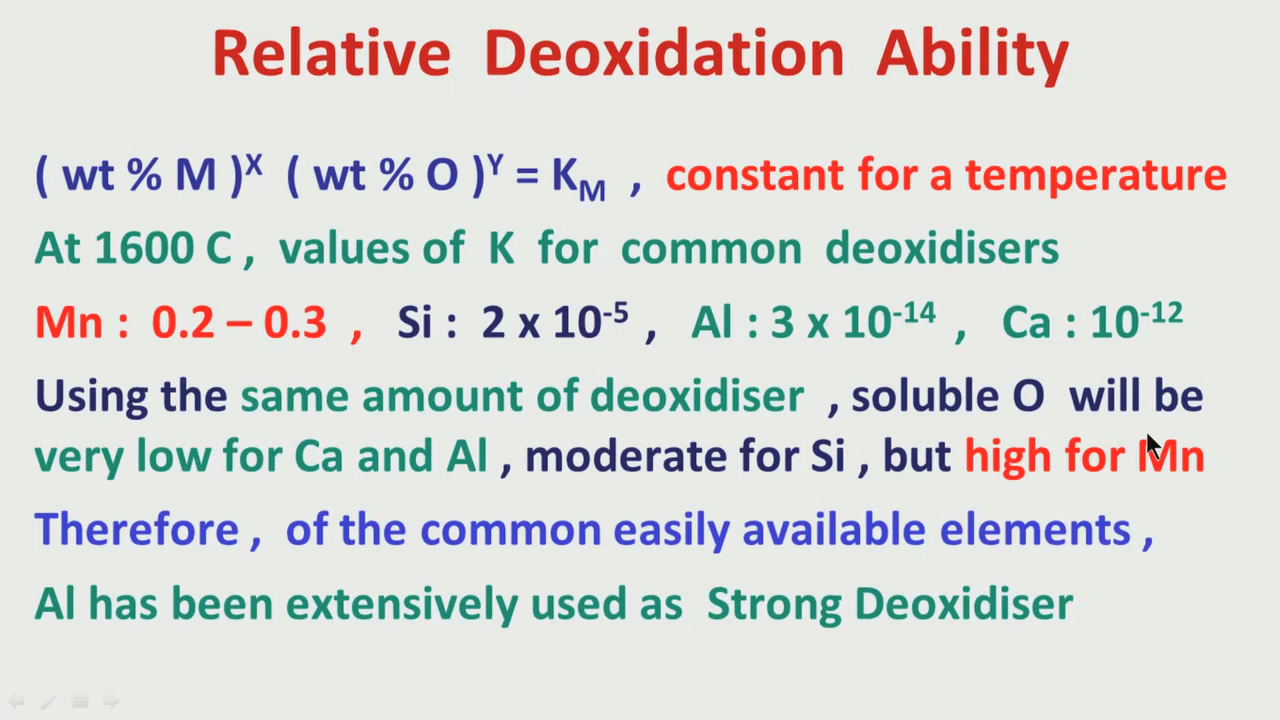 Relative Deoxidation Ability
( wt % M )^X ( wt % O )^Y = K_M , constant for a temperature
At 1600 C , values of K for common deoxidisers
Mn : 0.2 – 0.3 , Si : 2 x 10^-5 , Al : 3 x 10^-14 , Ca : 10^-12
Using the same amount of deoxidiser , soluble O will be
very low for Ca and Al , moderate for Si , but high for Mn
Therefore , of the common easily available elements ,
Al has been extensively used as Strong Deoxidiser